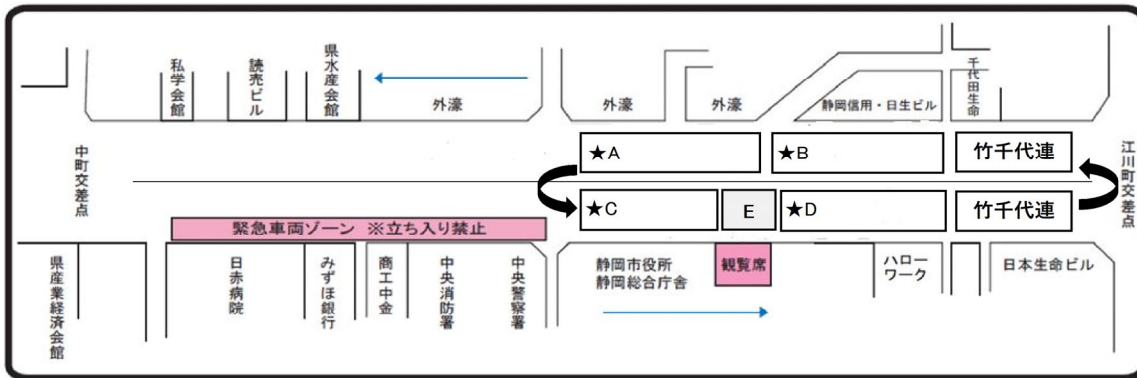 私学会館
読売ビル
県水産会館
外濠
外濠
外濠
静岡信用・日生ビル
千代田生命
中町交差点
★A
★B
竹千代連
江川町交差点
★C
E
★D
竹千代連
緊急車両ゾーン ※立ち入り禁止
県産業経済会館
日赤病院
みずほ銀行
商工中金
中央消防署
中央警察署
静岡市役所
静岡総合庁舎
観覧席
ハロー
ワーク
日本生命ビル